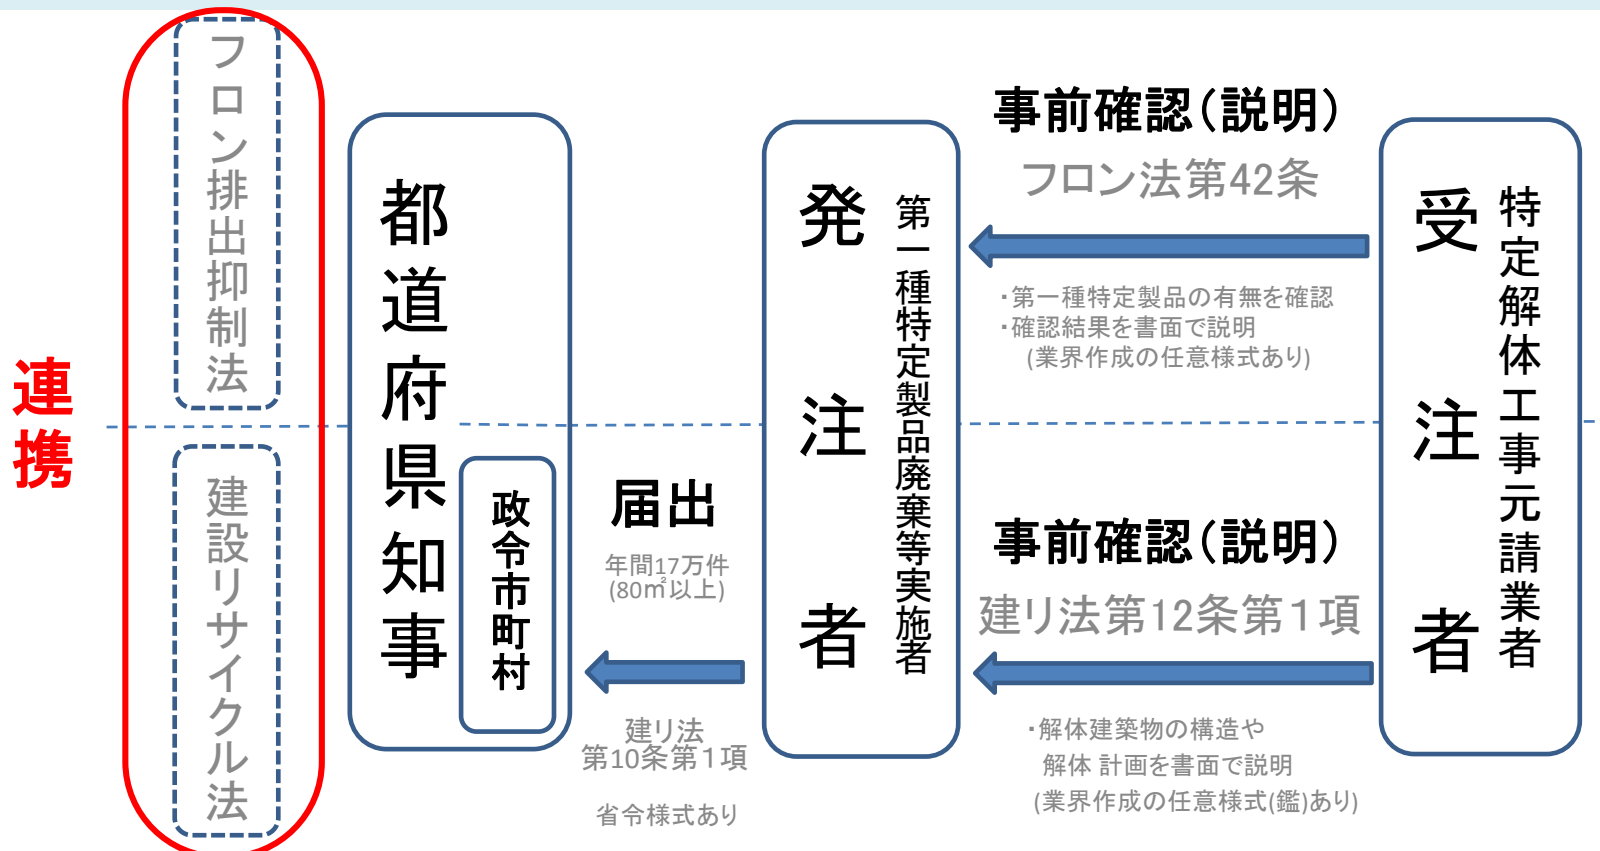 連携
フロン排出抑制法
建設リサイクル法
都道府県知事
政令市町村
届出
年間17万件
(80㎡以上)
建リ法
第10条第１項
省令様式あり
発注者
第一種特定製品廃棄等実施者
事前確認（説明）
フロン法第42条
・第一種特定製品の有無を確認
・確認結果を書面で説明
(業界作成の任意様式あり)
事前確認（説明）
建リ法第12条第１項
・解体建築物の構造や
解体 計画を書面で説明
(業界作成の任意様式(鑑)あり)
受注者
特定解体工事元請業者